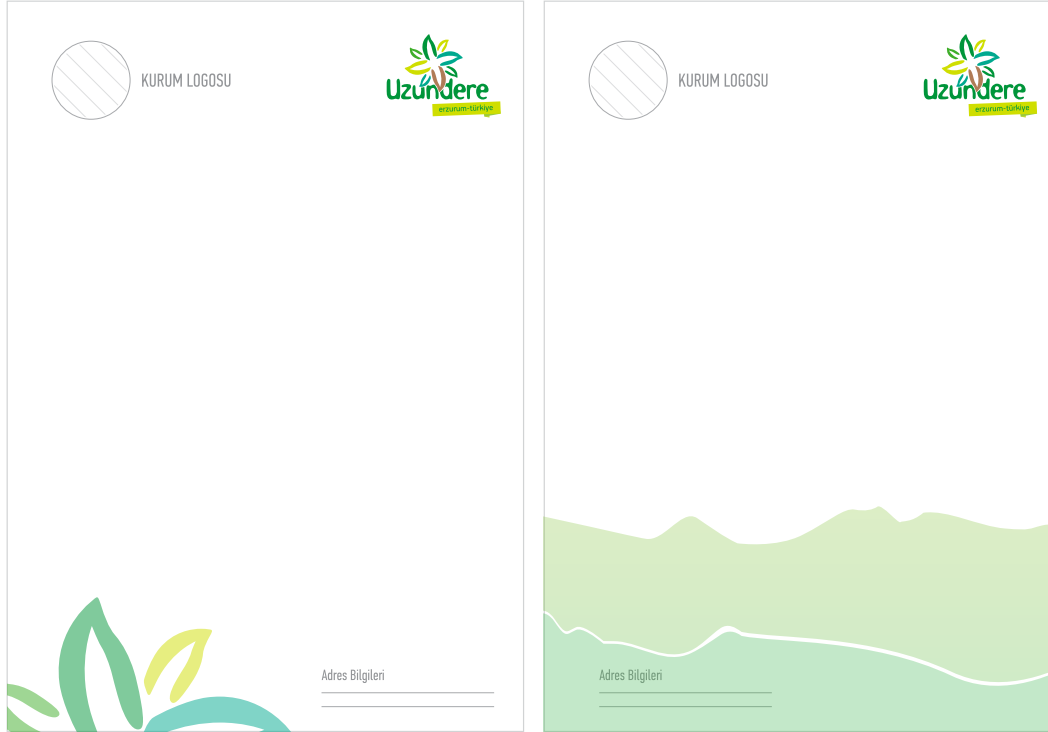 KURUM LOGOSU
Uzundere
erzurum-türkiye
Adres Bilgileri
KURUM LOGOSU
Uzundere
erzurum-türkiye
Adres Bilgileri